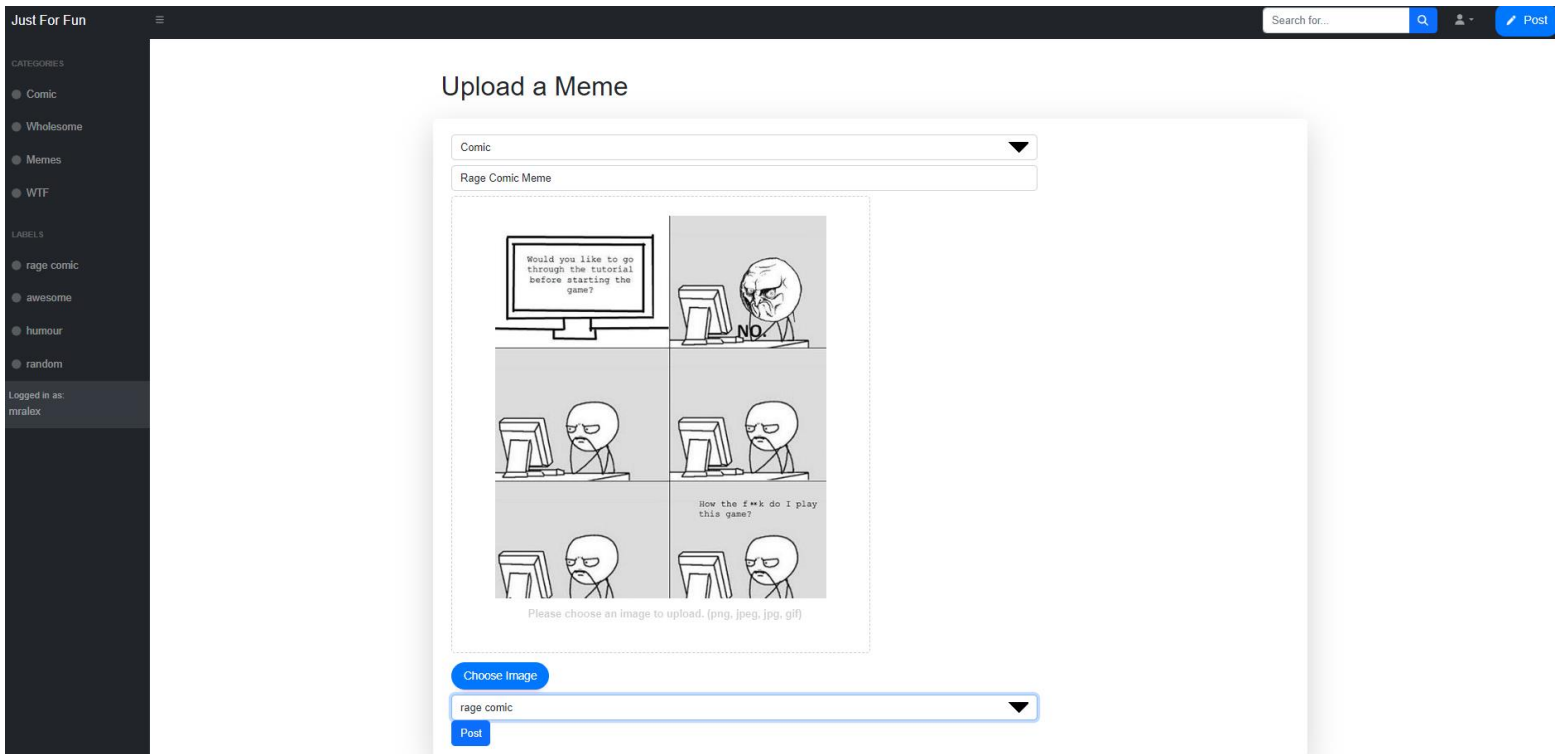 Just For Fun
Search for...
Post
CATEGORIES
Comic
Wholesome
Memes
WTF
LABELS
rage comic
awesome
humour
random
Logged in as:
mralex
Upload a Meme
Comic
Rage Comic Meme
Would you like to go
through the tutorial
before starting the
game?
NO.
How the f**k do I play
this game?
Please choose an image to upload. (png, jpeg, jpg, gif)
Choose Image
rage comic
Post